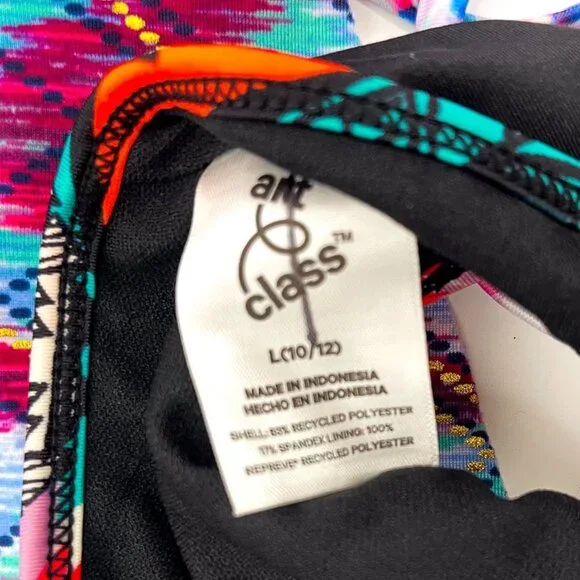 art
class™
L(10/12)
MADE IN INDONESIA
HECHO EN INDONESIA
SHELL: 83% RECYCLED POLYESTER
17% SPANDEX LINING: 100%
REPREVE® RECYCLED POLYESTER